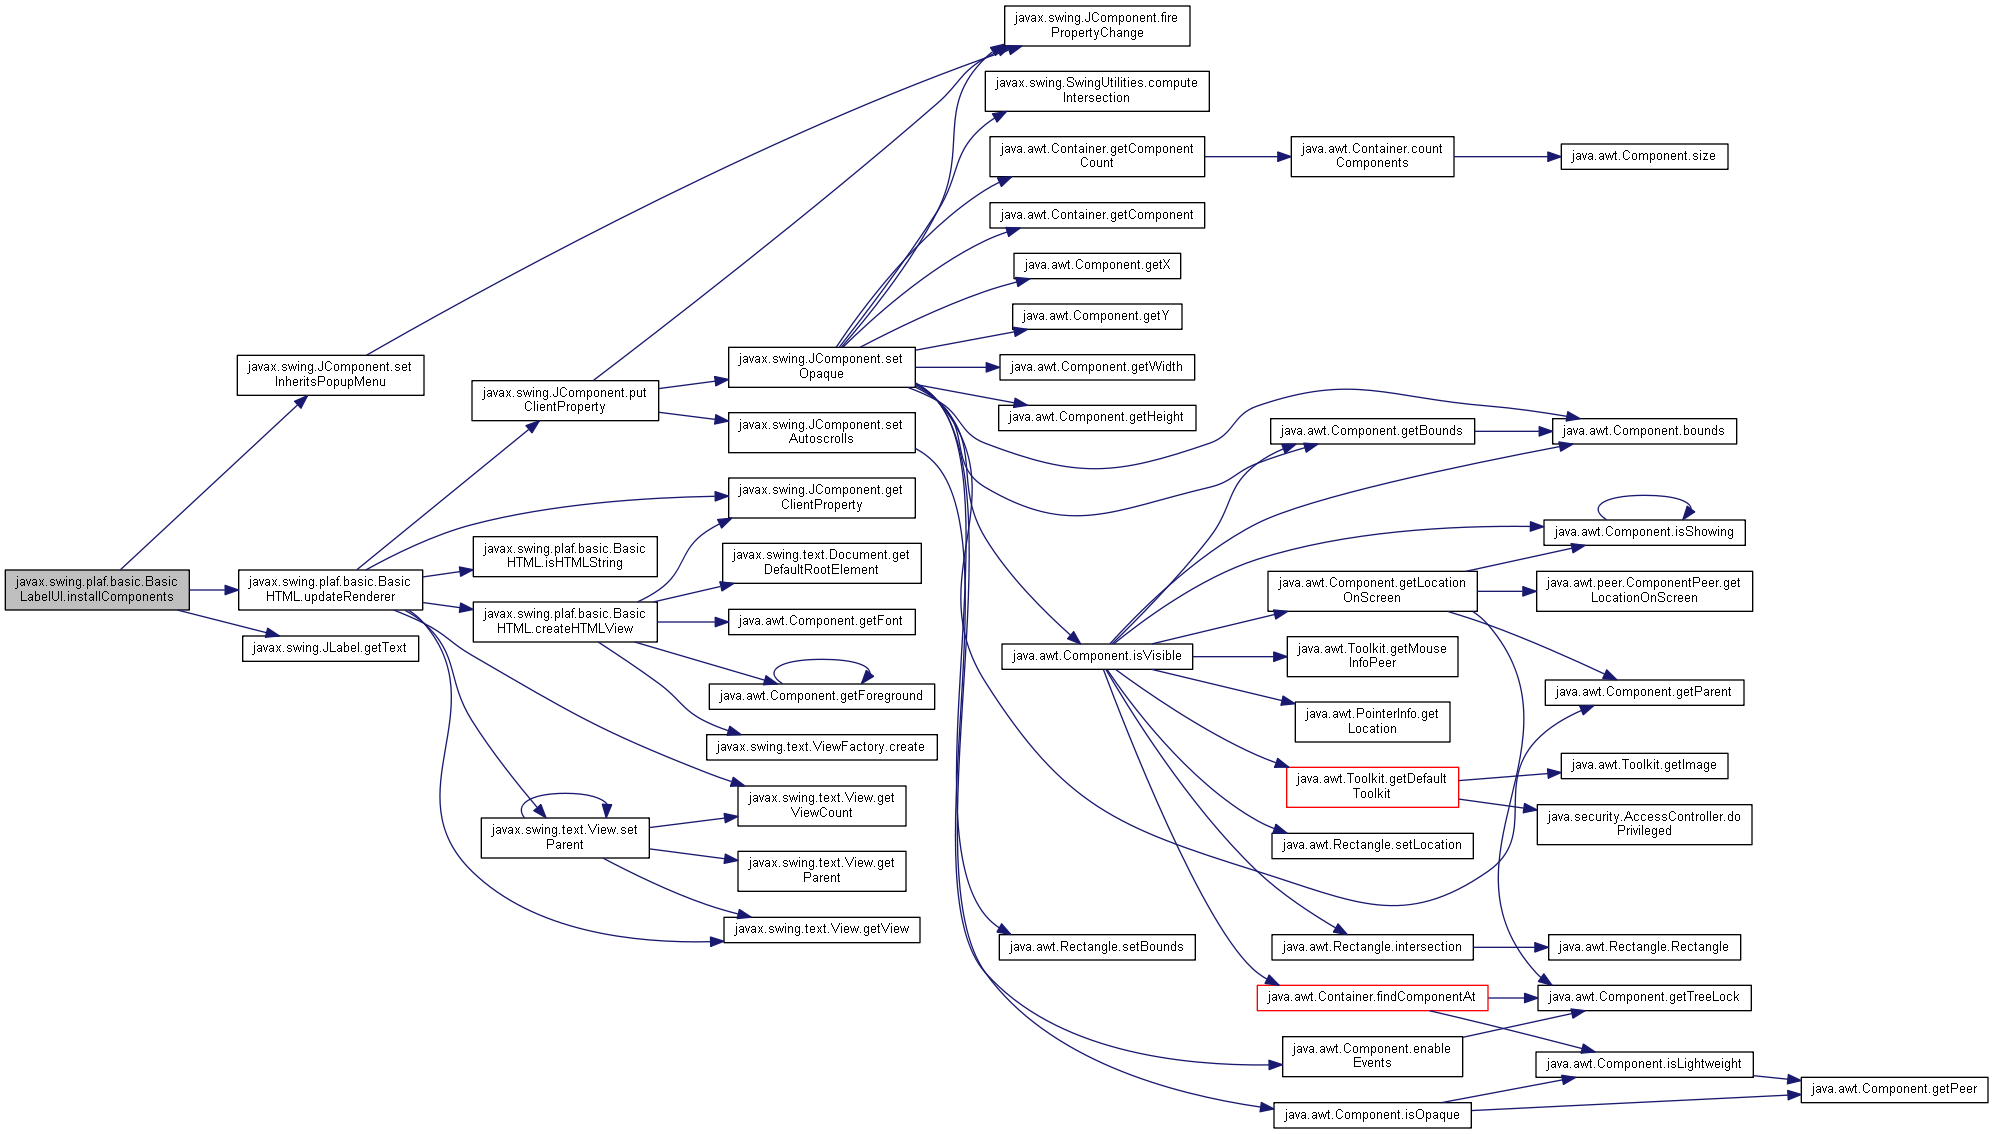 javax.swing.JComponent.fire
PropertyChange
javax.swing.SwingUtilities.compute
Intersection
java.awt.Container.getComponent
Count
java.awt.Container.count
Components
java.awt.Component.size
java.awt.Container.getComponent
java.awt.Component.getX
java.awt.Component.getY
javax.swing.JComponent.set
InheritsPopupMenu
javax.swing.JComponent.put
ClientProperty
javax.swing.JComponent.set
Opaque
java.awt.Component.getWidth
java.awt.Component.getHeight
javax.swing.JComponent.set
Autoscrolls
java.awt.Component.getBounds
java.awt.Component.bounds
javax.swing.JComponent.get
ClientProperty
java.awt.Component.isShowing
javax.swing.plaf.basic.Basic
HTML.isHTMLString
javax.swing.text.Document.get
DefaultRootElement
javax.swing.plaf.basic.Basic
LabelUI.installComponents
javax.swing.plaf.basic.Basic
HTML.updateRenderer
java.awt.Component.getLocation
OnScreen
java.awt.peer.ComponentPeer.get
LocationOnScreen
javax.swing.plaf.basic.Basic
HTML.createHTMLView
java.awt.Component.getFont
javax.swing.JLabel.getText
java.awt.Component.isVisible
java.awt.Toolkit.getMouse
InfoPeer
java.awt.Component.getForeground
java.awt.Component.getParent
java.awt.PointerInfo.get
Location
javax.swing.text.ViewFactory.create
java.awt.Toolkit.getDefault
Toolkit
java.awt.Toolkit.getImage
javax.swing.text.View.get
ViewCount
java.security.AccessController.do
Privileged
javax.swing.text.View.set
Parent
java.awt.Rectangle.setLocation
javax.swing.text.View.get
Parent
javax.swing.text.View.getView
java.awt.Rectangle.setBounds
java.awt.Rectangle.intersection
java.awt.Rectangle.Rectangle
java.awt.Container.findComponentAt
java.awt.Component.getTreeLock
java.awt.Component.enable
Events
java.awt.Component.isLightweight
java.awt.Component.getPeer
java.awt.Component.isOpaque